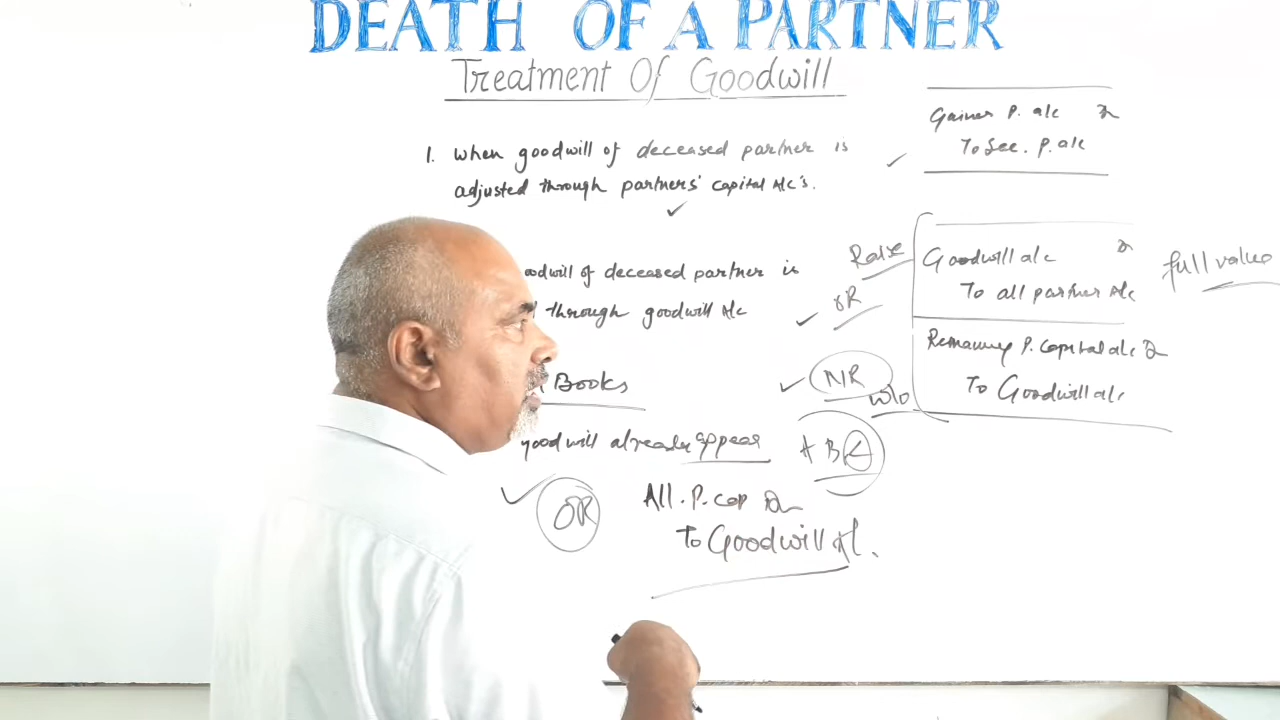 DEATH OF A PARTNER
Treatment Of Goodwill
1. When goodwill of deceased partner is
adjusted through partners' capital A/c's.
Gainer P. a/c Dr
To Sac. P. a/c
oodwill of deceased partner is
through goodwill A/c
Raise
OR
Goodwill a/c Dr
To all partner A/c
full value
Books
N/R
w/o
Remaining P. capital a/c Dr
To Goodwill a/c
goodwill already appear
A B C
OR
All. P. cap Dr
To Goodwill A/c.